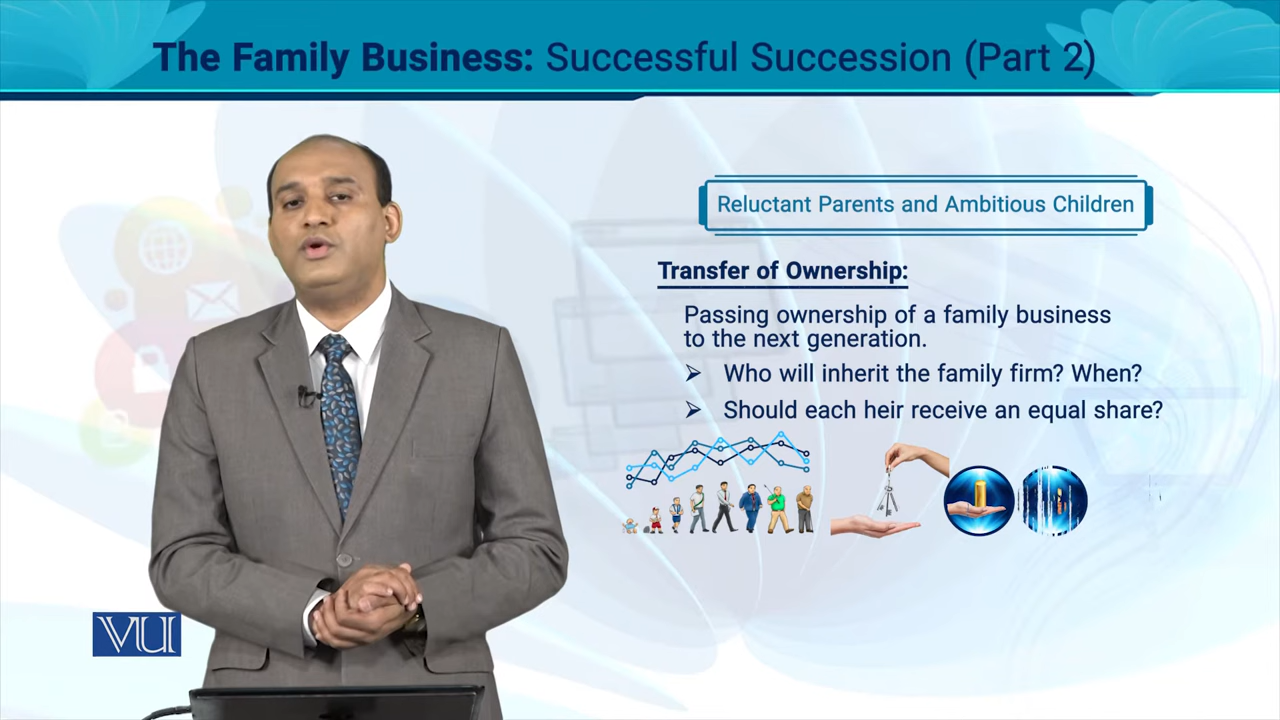 The Family Business: Successful Succession (Part 2)
Reluctant Parents and Ambitious Children
Transfer of Ownership:
Passing ownership of a family business
to the next generation.
➢ Who will inherit the family firm? When?
➢ Should each heir receive an equal share?
VU